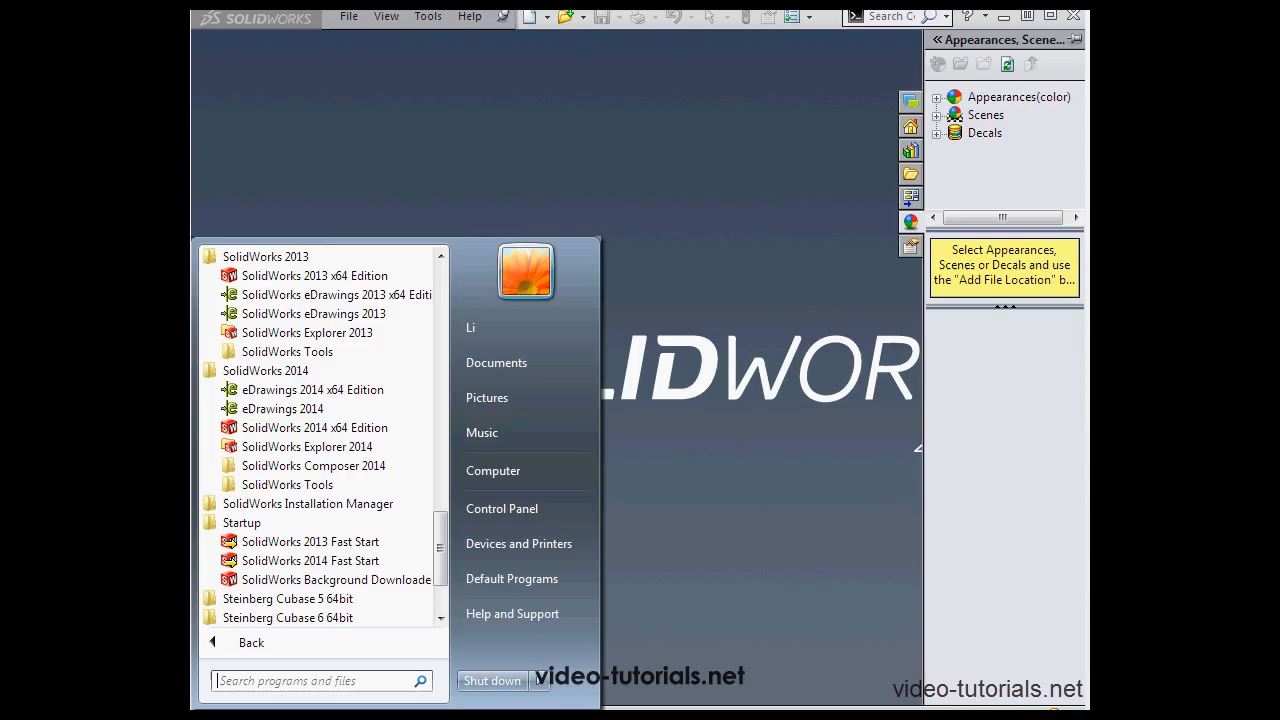 SOLIDWORKS File View Tools Help Search C
Appearances, Scene...
Appearances(color)
Scenes
Decals
Select Appearances,
Scenes or Decals and use
the "Add File Location" b...
LIDWOR
SolidWorks 2013
SolidWorks 2013 x64 Edition
SolidWorks eDrawings 2013 x64 Editi
SolidWorks eDrawings 2013
SolidWorks Explorer 2013
SolidWorks Tools
SolidWorks 2014
eDrawings 2014 x64 Edition
eDrawings 2014
SolidWorks 2014 x64 Edition
SolidWorks Explorer 2014
SolidWorks Composer 2014
SolidWorks Tools
SolidWorks Installation Manager
Startup
SolidWorks 2013 Fast Start
SolidWorks 2014 Fast Start
SolidWorks Background Downloade
Steinberg Cubase 5 64bit
Steinberg Cubase 6 64bit
Back
Search programs and files
Li
Documents
Pictures
Music
Computer
Control Panel
Devices and Printers
Default Programs
Help and Support
Shut down
video-tutorials.net
video-tutorials.net